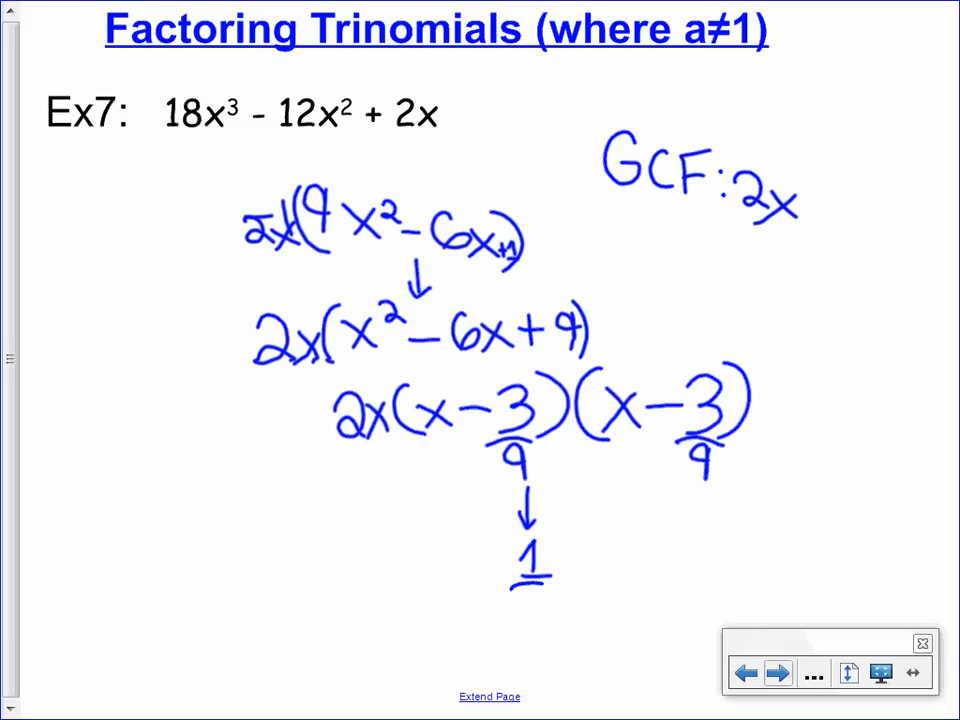 Factoring Trinomials (where a≠1)
Ex7: 18x³ - 12x² + 2x
GCF: 2x
2x(9x² - 6x+1)
↓
2x(x² - 6x + 9)
2x(x - 3/9)(x - 3/9)
↓
1
...
Extend Page